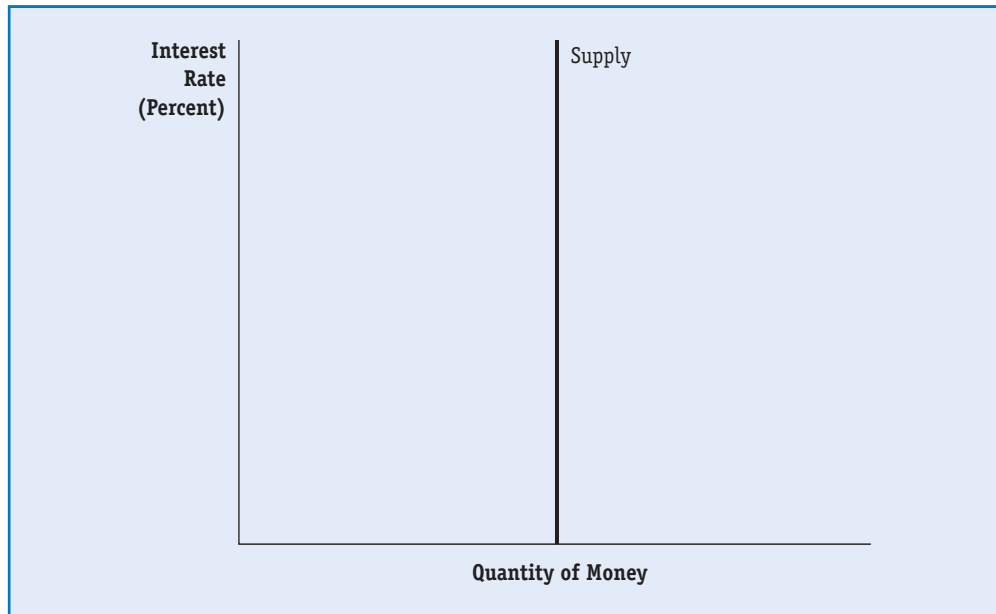 Interest
Rate
(Percent)
Supply
Quantity of Money